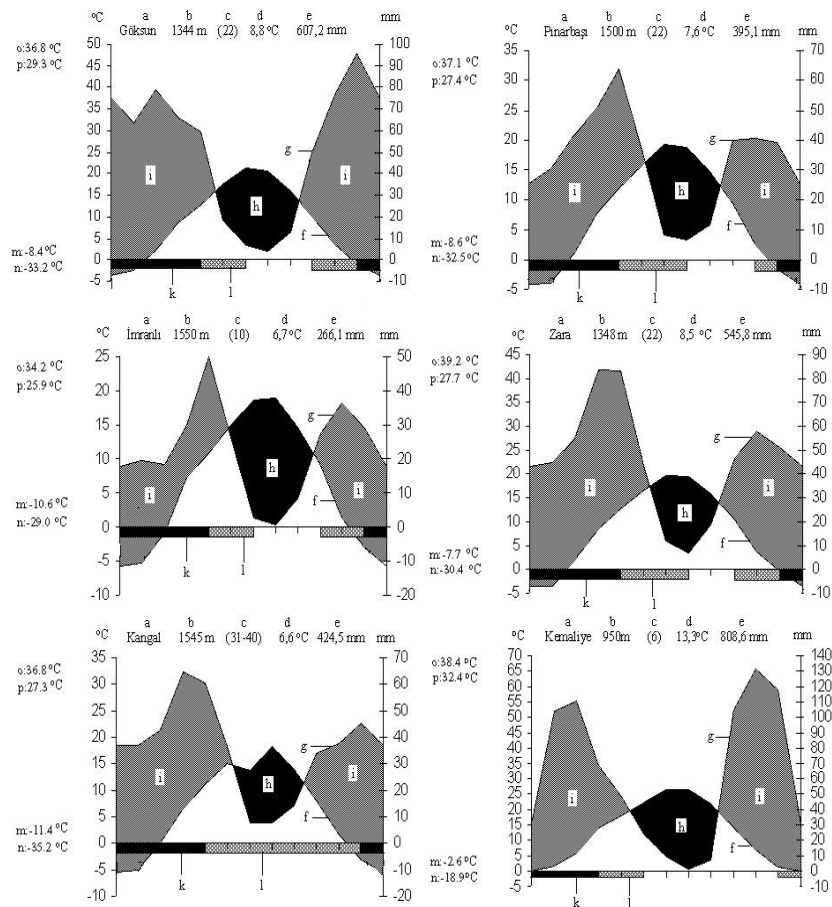 a b c d e
°C Göksun 1344 m (22) 8,8 °C 607,2 mm mm
o:36.8 °C
p:29.3 °C
m:-8.4 °C
n:-33.2 °C
50
45
40
35
30
25
20
15
10
5
0
-5
100
90
80
70
60
50
40
30
20
10
0
-10
g
i
h
i
f
k
l
a b c d e
°C Pınarbaşı 1500 m (22) 7,6 °C 395,1 mm mm
o:37.1 °C
p:27.4 °C
m:-8.6 °C
n:-32.5°C
35
30
25
20
15
10
5
0
-5
70
60
50
40
30
20
10
0
-10
g
i
h
i
f
k
l
a b c d e
°C İmranlı 1550 m (10) 6,7°C 266,1 mm mm
o:34.2 °C
p:25.9 °C
m:-10.6 °C
n:-29.0 °C
25
20
15
10
5
0
-5
-10
50
40
30
20
10
0
-10
-20
g
h
i
i
f
k
l
a b c d e
°C Zara 1348 m (22) 8,5 °C 545,8 mm mm
o:39.2 °C
p:27.7 °C
m:-7.7 °C
n:-30.4 °C
45
40
35
30
25
20
15
10
5
0
-5
90
80
70
60
50
40
30
20
10
0
-10
g
i
h
i
f
k
l
a b c d e
°C Kangal 1545 m (31-40) 6,6 °C 424,5 mm mm
o:36.8 °C
p:27.3 °C
m:-11.4 °C
n:-35.2 °C
35
30
25
20
15
10
5
0
-5
-10
70
60
50
40
30
20
10
0
-10
-20
g
i
h
i
f
k
l
a b c d e
°C Kemaliye 950m (6) 13,3°C 808,6 mm mm
o:38.4 °C
p:32.4 °C
m:-2.6 °C
n:-18.9°C
70
65
60
55
50
45
40
35
30
25
20
15
10
5
0
-5
140
130
120
110
100
90
80
70
60
50
40
30
20
10
0
-10
g
i
i
h
f
k
l